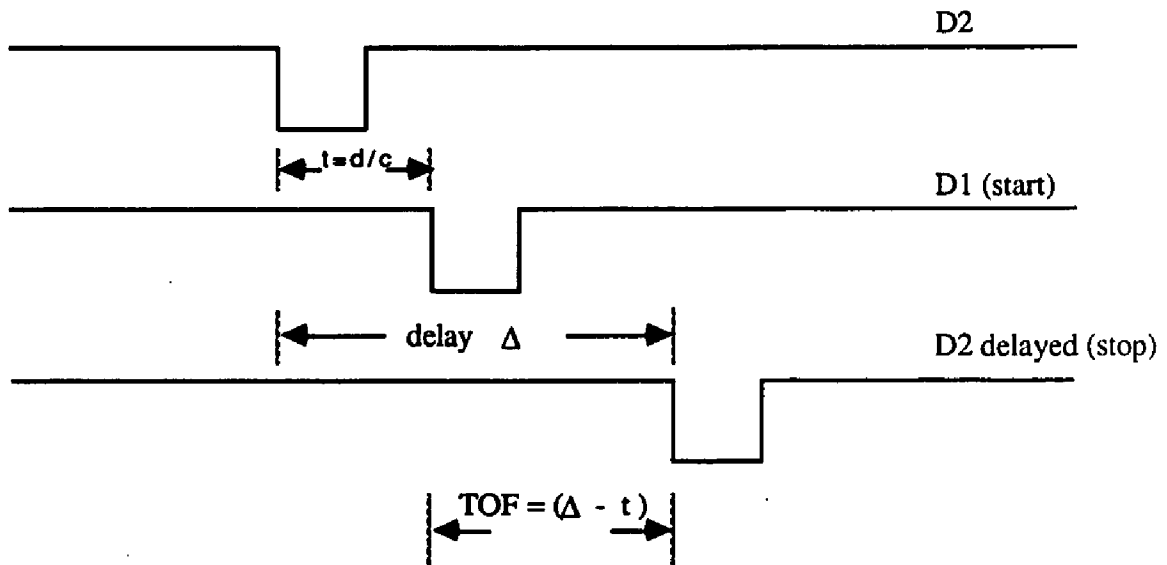 D2
t=d/c
D1 (start)
delay Δ
D2 delayed (stop)
TOF = (Δ - t)